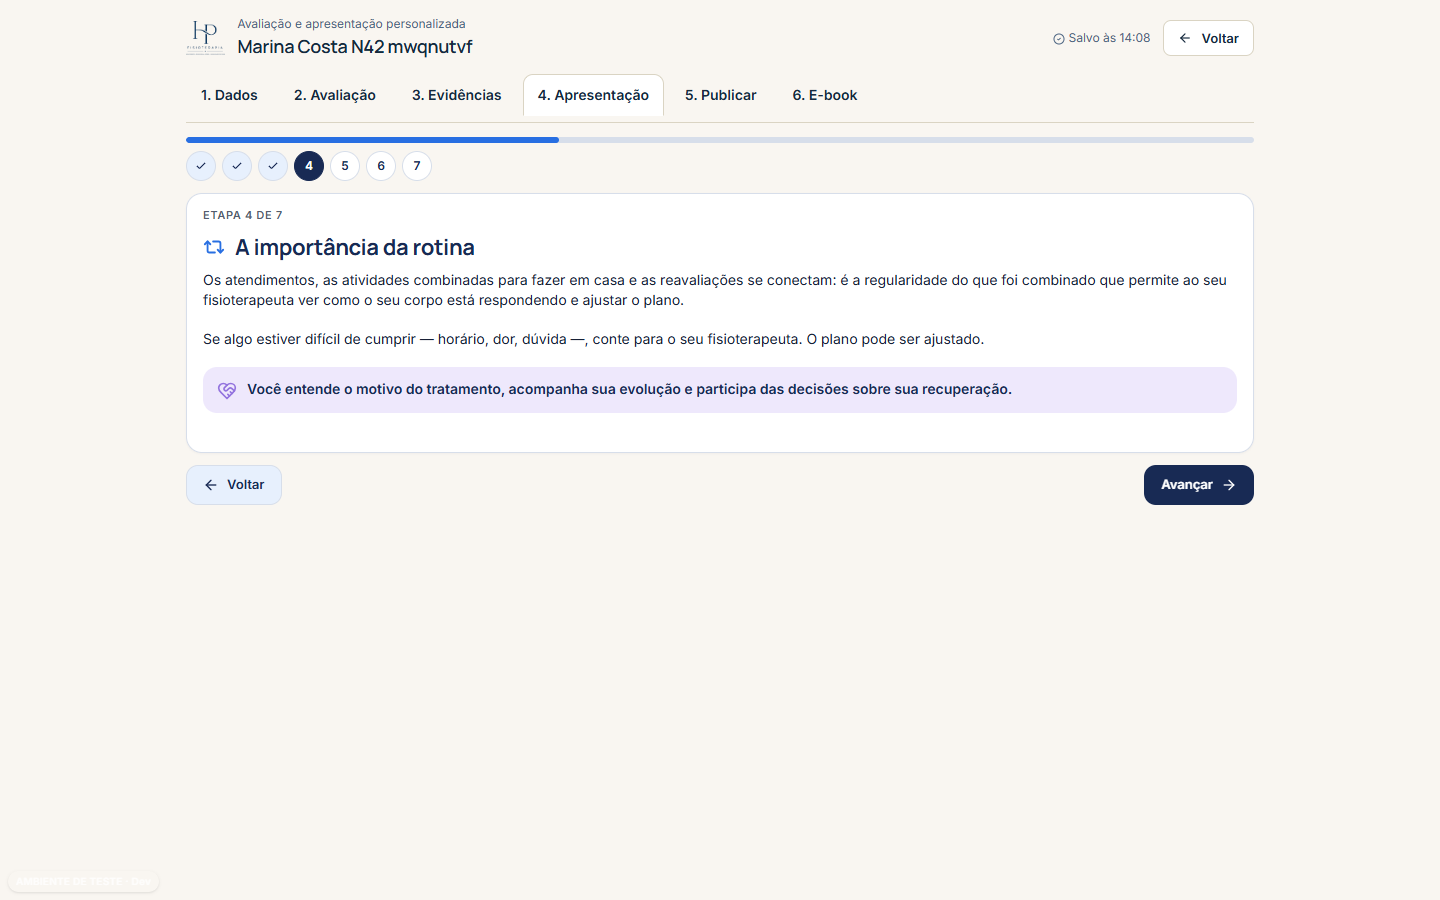 HP
FISIOTERAPIA
Avaliação e apresentação personalizada
Marina Costa N42 mwqnutvf
Salvo às 14:08
Voltar
1. Dados
2. Avaliação
3. Evidências
4. Apresentação
5. Publicar
6. E-book
4
5
6
7
ETAPA 4 DE 7
A importância da rotina
Os atendimentos, as atividades combinadas para fazer em casa e as reavaliações se conectam: é a regularidade do que foi combinado que permite ao seu
fisioterapeuta ver como o seu corpo está respondendo e ajustar o plano.
Se algo estiver difícil de cumprir — horário, dor, dúvida —, conte para o seu fisioterapeuta. O plano pode ser ajustado.
Você entende o motivo do tratamento, acompanha sua evolução e participa das decisões sobre sua recuperação.
Voltar
Avançar
AMBIENTE DE TESTE